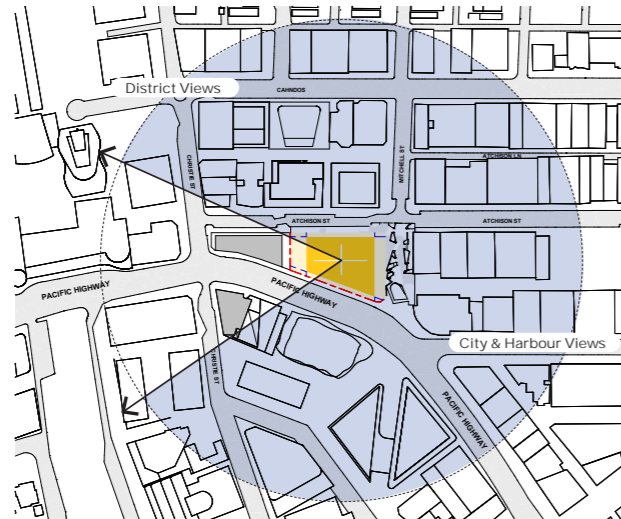 CAHNDOS
District Views
CHRISTIE ST
MITCHELL ST
ATCHISON LN
ATCHISON ST
ATCHISON ST
PACIFIC HIGHWAY
PACIFIC HIGHWAY
City & Harbour Views
CHRISTIE ST
PACIFIC HIGHWAY